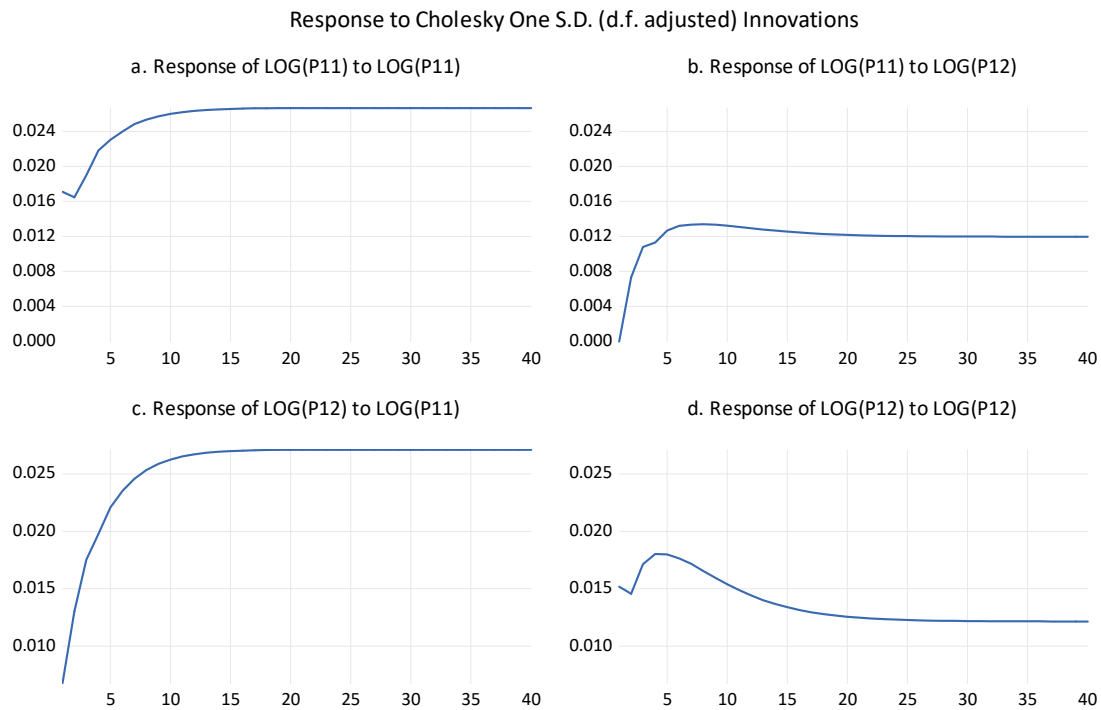 Response to Cholesky One S.D. (d.f. adjusted) Innovations
a. Response of LOG(P11) to LOG(P11)
0.024
0.020
0.016
0.012
0.008
0.004
0.000
5 10 15 20 25 30 35 40
b. Response of LOG(P11) to LOG(P12)
0.024
0.020
0.016
0.012
0.008
0.004
0.000
5 10 15 20 25 30 35 40
c. Response of LOG(P12) to LOG(P11)
0.025
0.020
0.015
0.010
5 10 15 20 25 30 35 40
d. Response of LOG(P12) to LOG(P12)
0.025
0.020
0.015
0.010
5 10 15 20 25 30 35 40